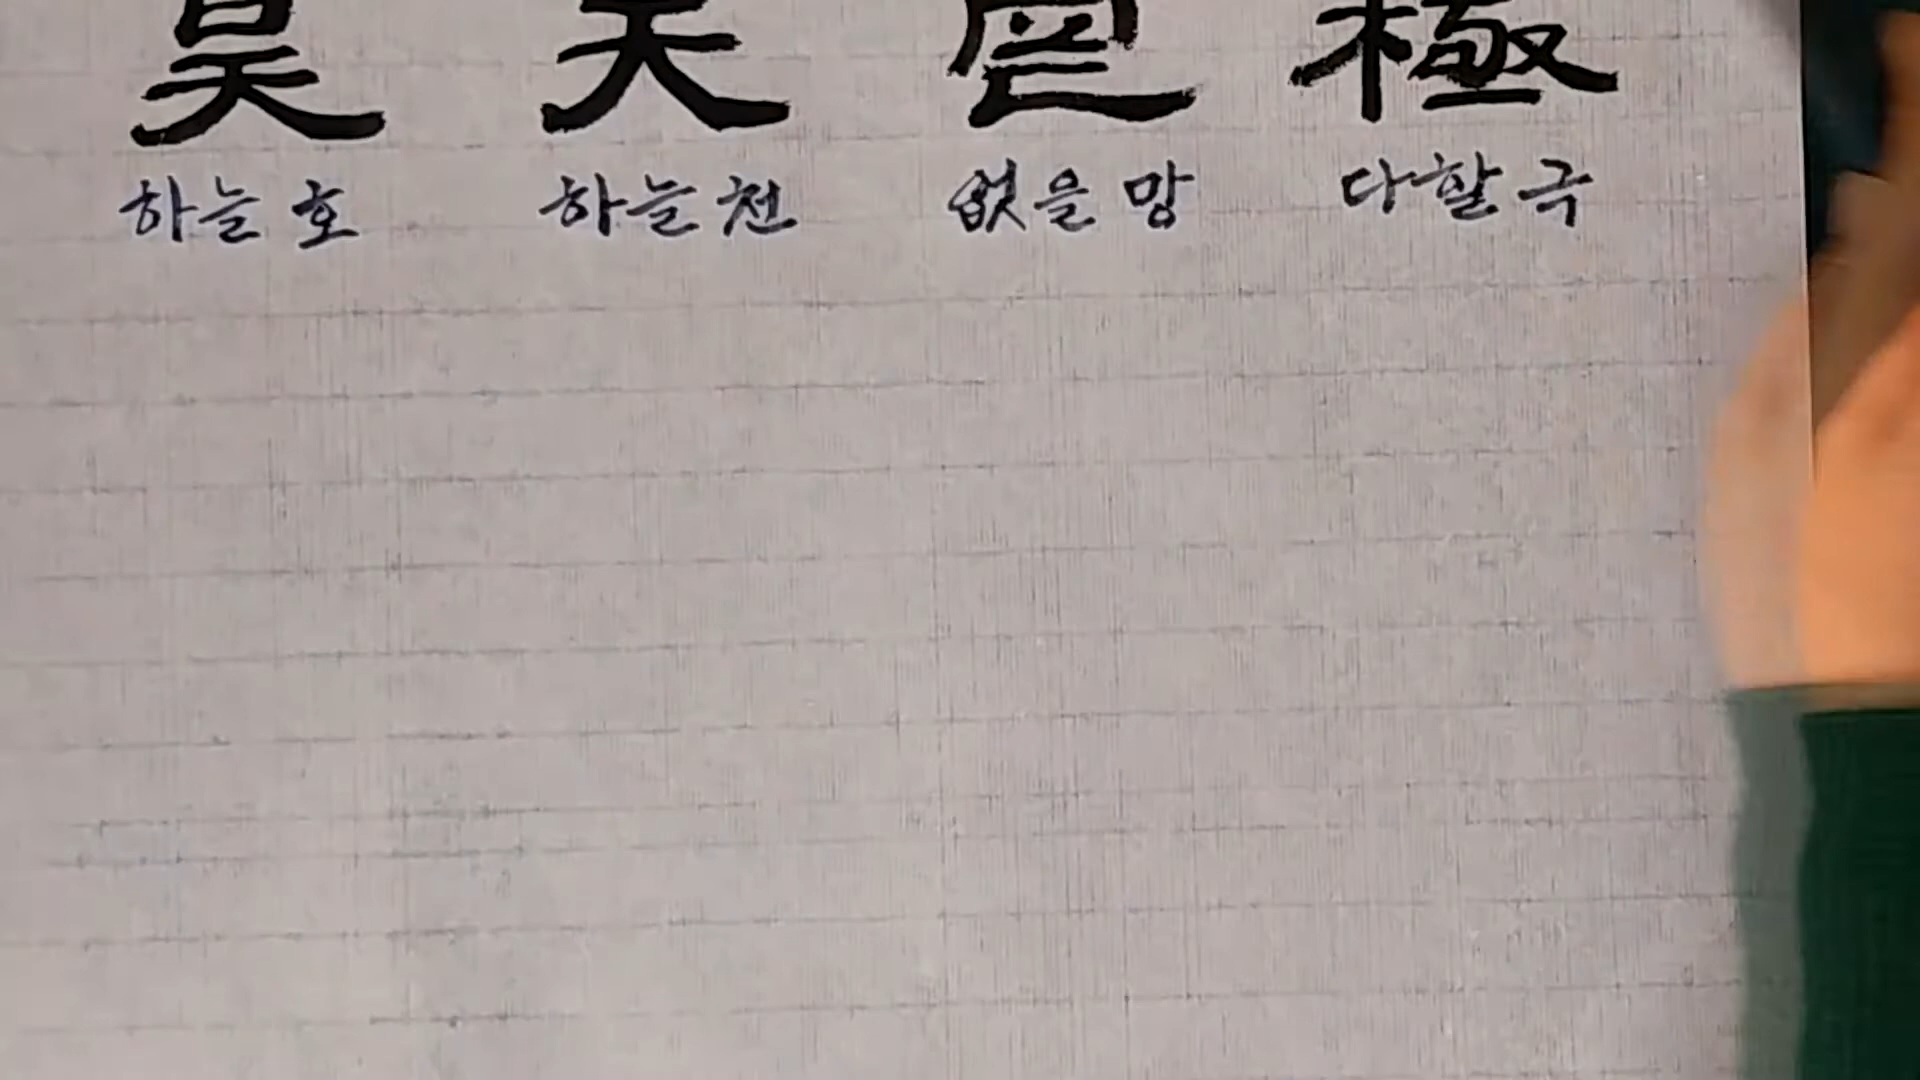 昊 天 罔 極
하늘 호 하늘 천 없을 망 다할 극